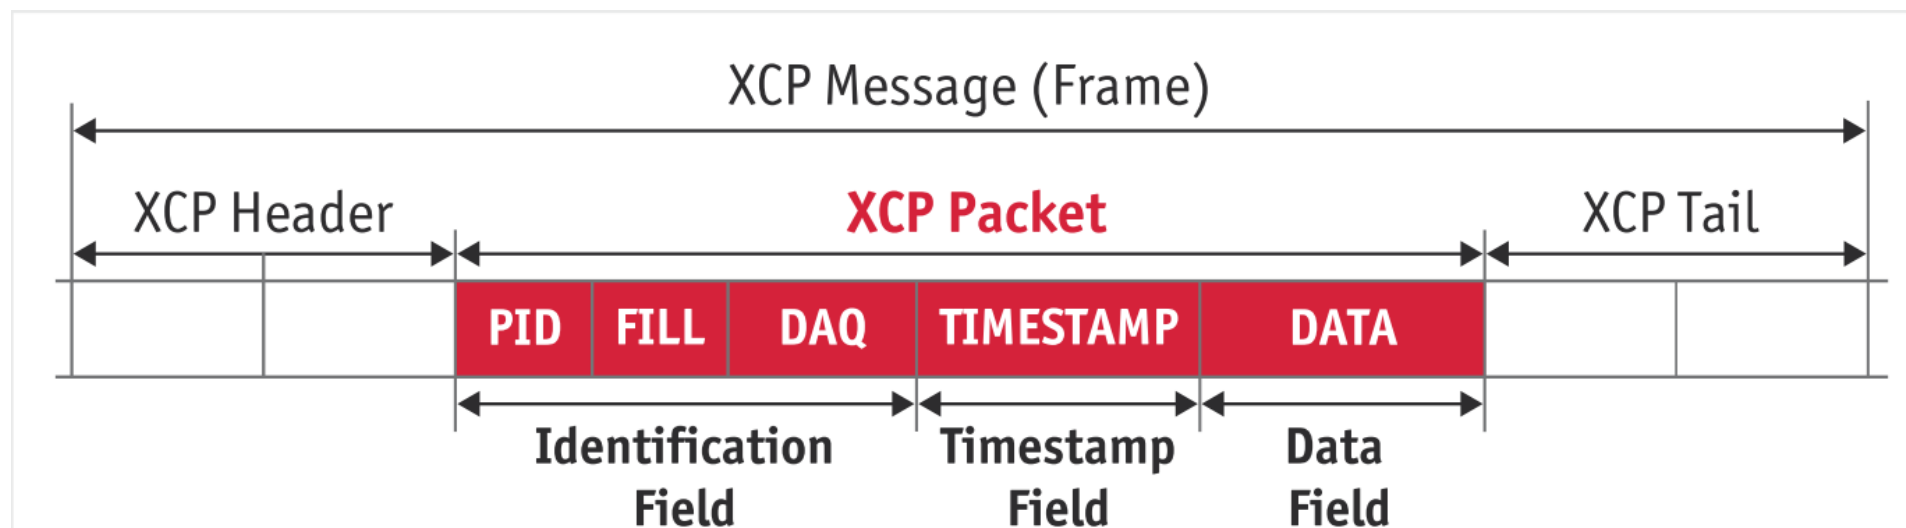 XCP Message (Frame)
XCP Header
XCP Packet
XCP Tail
PID
FILL
DAQ
TIMESTAMP
DATA
Identification
Field
Timestamp
Field
Data
Field